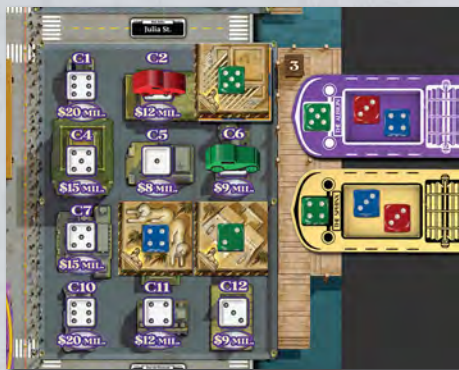 Julia St.
C1
C2
$20 MIL.
$12 MIL.
3
C4
C5
C6
$15 MIL.
$8 MIL.
$9 MIL.
C7
$15 MIL.
C10
C11
C12
$20 MIL.
$12 MIL.
$9 MIL.